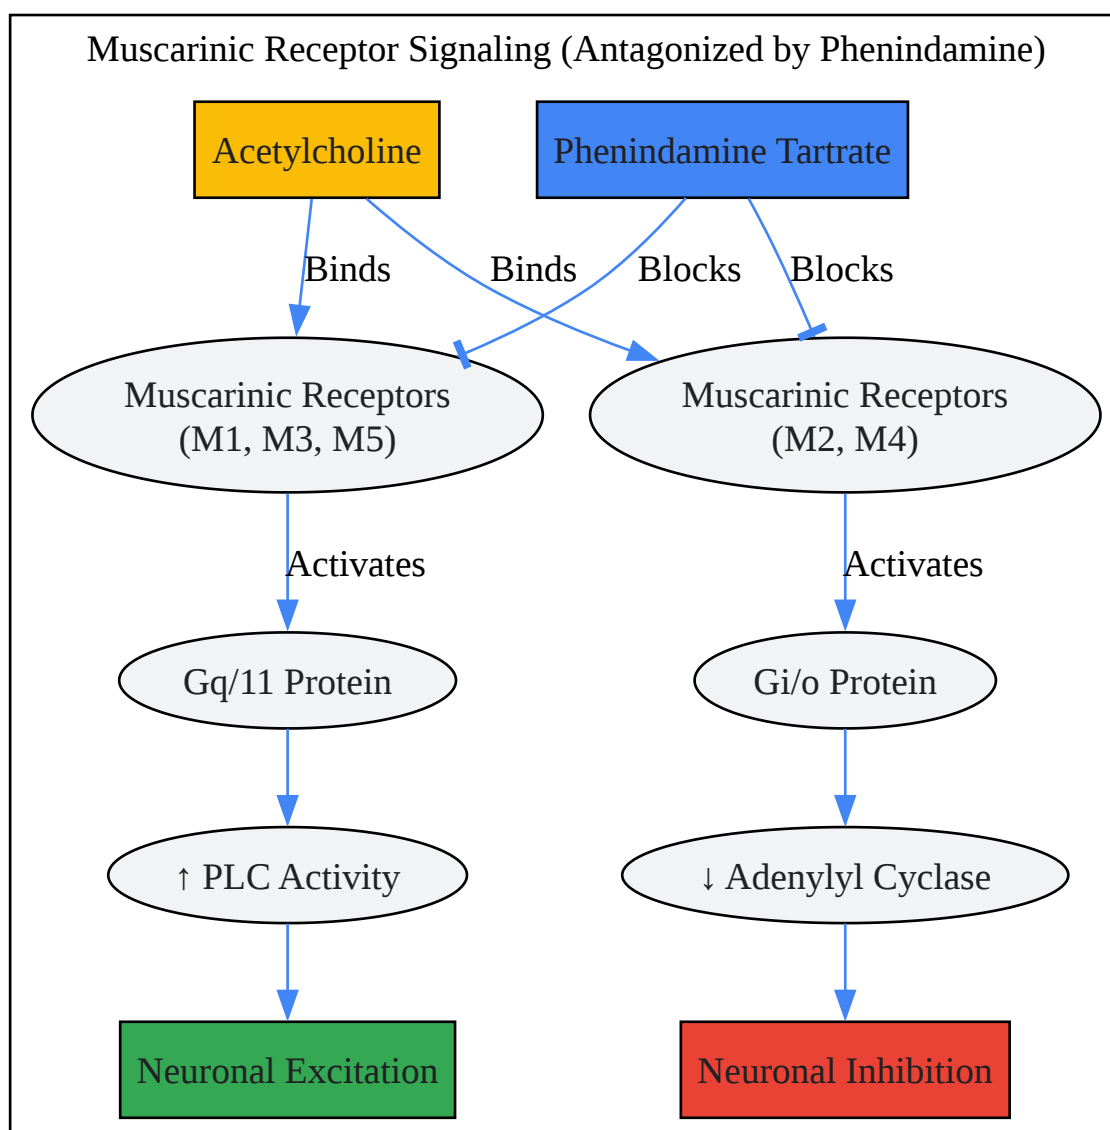 Muscarinic Receptor Signaling (Antagonized by Phenindamine)
Acetylcholine
Phenindamine Tartrate
Binds
Binds
Blocks
Blocks
Muscarinic Receptors
(M1, M3, M5)
Muscarinic Receptors
(M2, M4)
Activates
Activates
Gq/11 Protein
Gi/o Protein
↑ PLC Activity
↓ Adenylyl Cyclase
Neuronal Excitation
Neuronal Inhibition